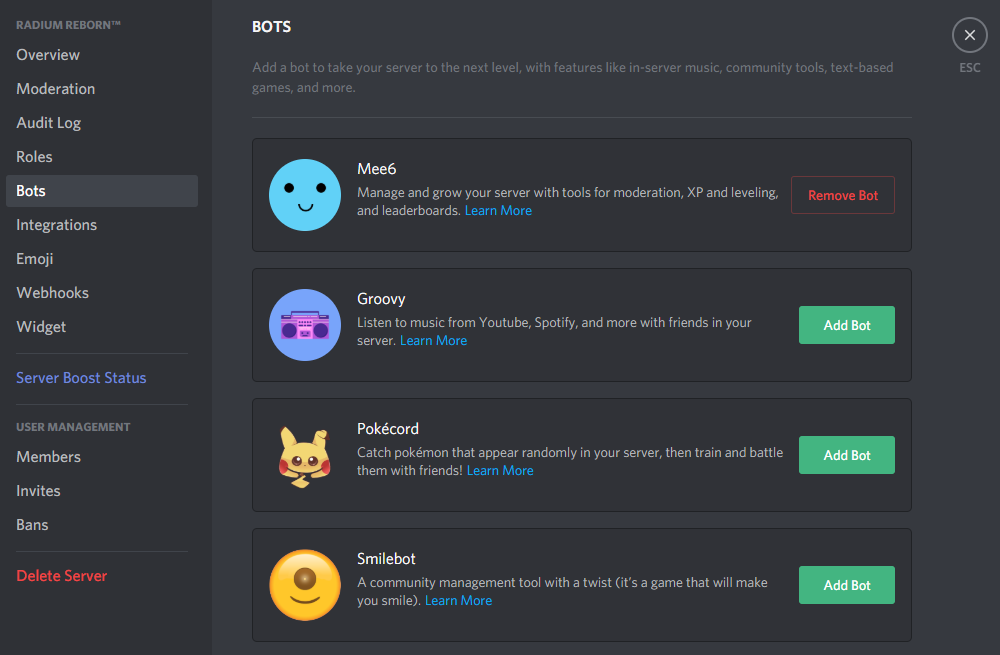 RADIUM REBORN™
Overview
Moderation
Audit Log
Roles
Bots
Integrations
Emoji
Webhooks
Widget
Server Boost Status
USER MANAGEMENT
Members
Invites
Bans
Delete Server
BOTS
Add a bot to take your server to the next level, with features like in-server music, community tools, text-based
games, and more.
ESC
Mee6
Manage and grow your server with tools for moderation, XP and leveling,
and leaderboards. Learn More
Remove Bot
Groovy
Listen to music from Youtube, Spotify, and more with friends in your
server. Learn More
Add Bot
Pokécord
Catch pokémon that appear randomly in your server, then train and battle
them with friends! Learn More
Add Bot
Smilebot
A community management tool with a twist (it's a game that will make
you smile). Learn More
Add Bot